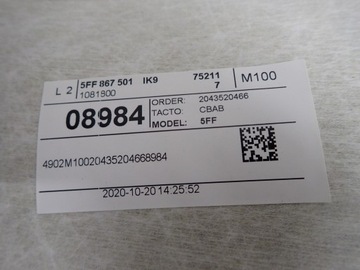 L 2 5FF 867 501 IK9 75211 M100
1081800 7
08984 ORDER: 2043520466
TACTO: CBAB
MODEL: 5FF
4902M10020435204668984
2020-10-20 14:25:52